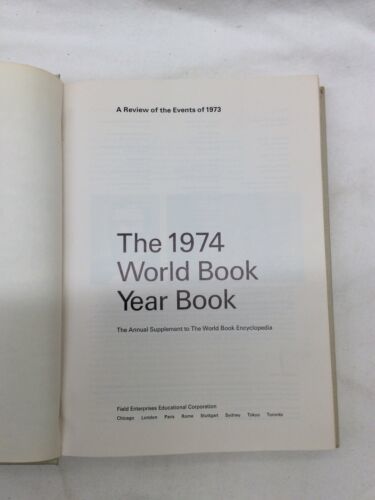 A Review of the Events of 1973
The 1974
World Book
Year Book
The Annual Supplement to The World Book Encyclopedia
Field Enterprises Educational Corporation
Chicago London Paris Rome Stuttgart Sydney Tokyo Toronto